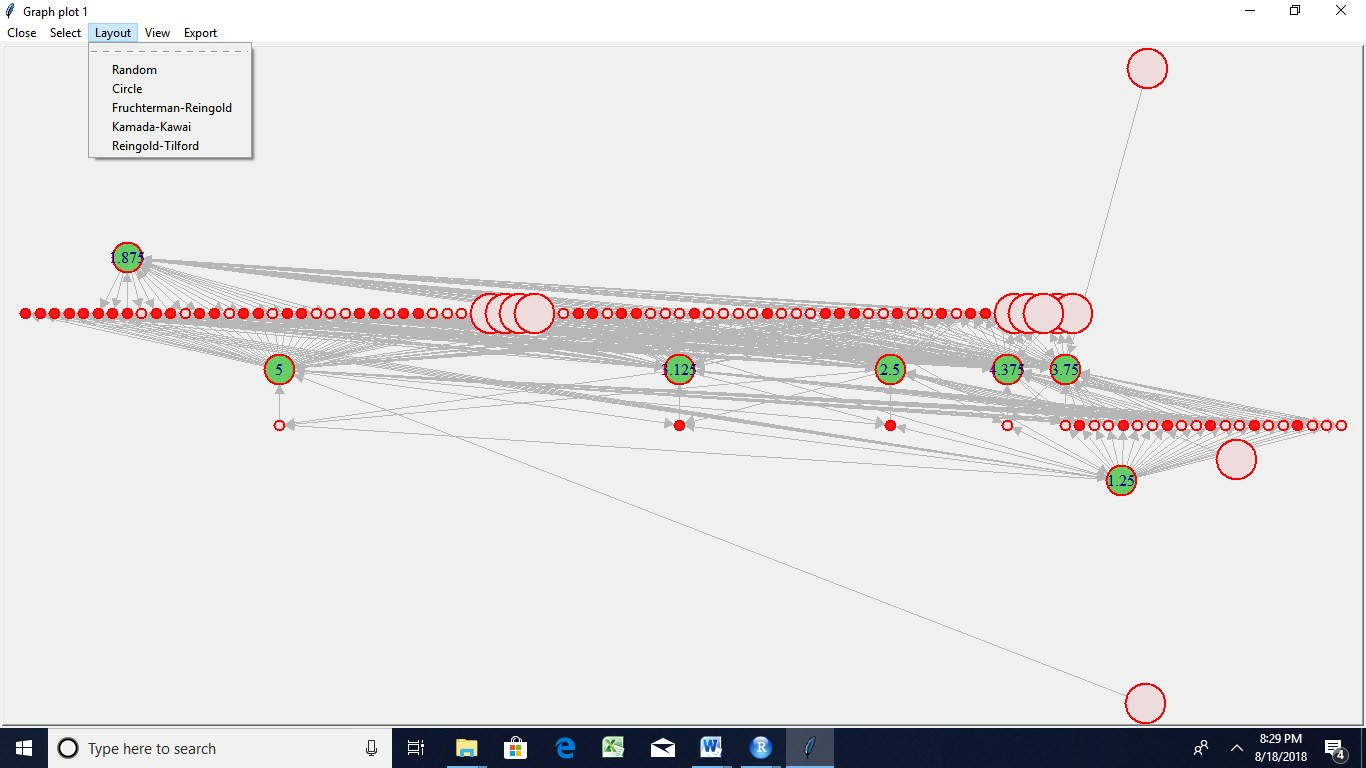 Graph plot 1
Close Select Layout View Export
Random
Circle
Fruchterman-Reingold
Kamada-Kawai
Reingold-Tilford
1.875
5 3.125 2.5 4.375 3.75
1.25
Type here to search
8:29 PM
8/18/2018
4